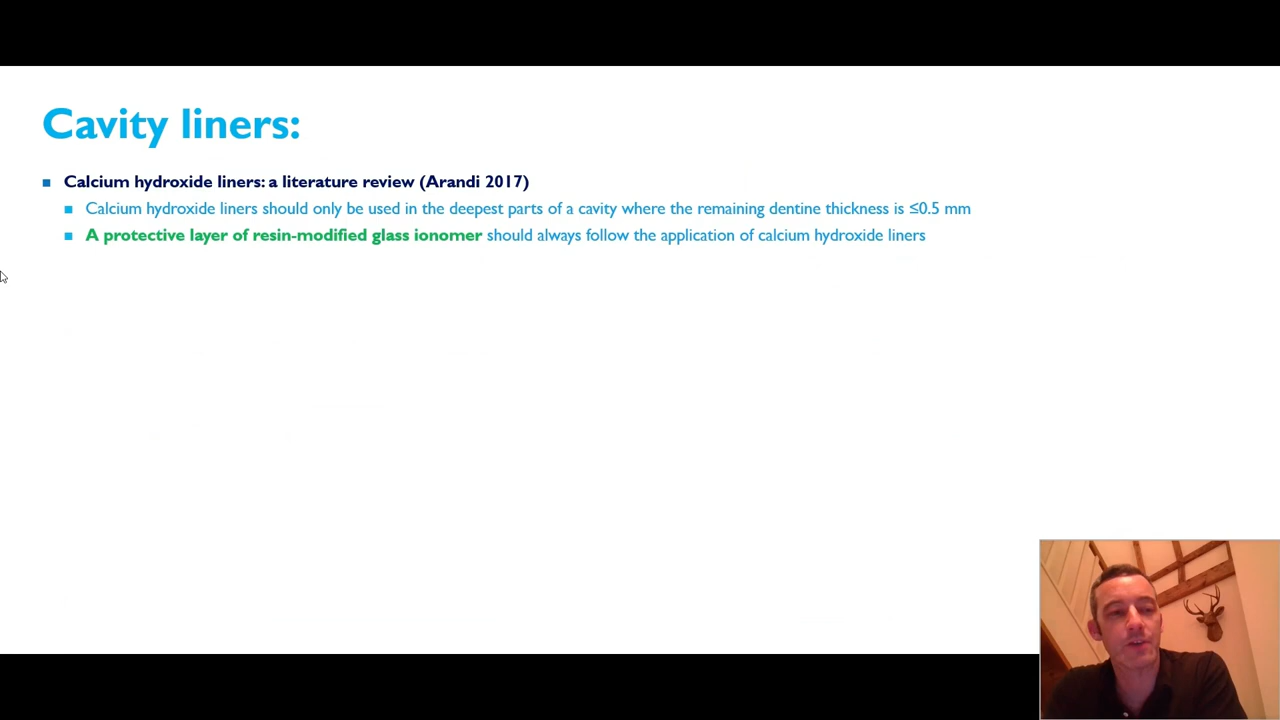 Cavity liners:
Calcium hydroxide liners: a literature review (Arandi 2017)
Calcium hydroxide liners should only be used in the deepest parts of a cavity where the remaining dentine thickness is ≤0.5 mm
A protective layer of resin-modified glass ionomer should always follow the application of calcium hydroxide liners